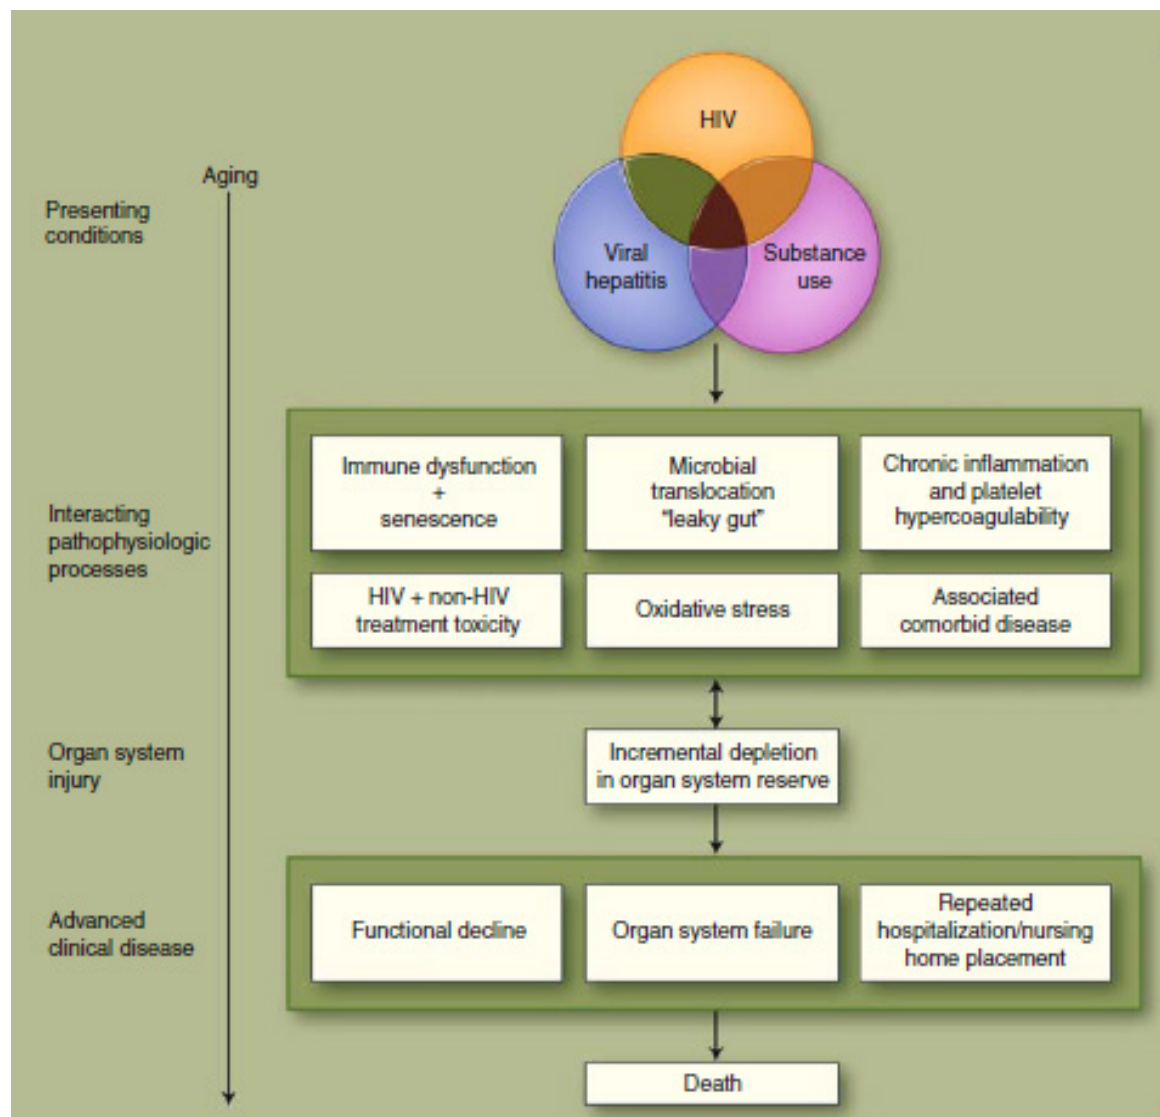 HIV
Aging
Presenting
conditions
Viral
hepatitis
Substance
use
Interacting
pathophysiologic
processes
Immune dysfunction
+
senescence
Microbial
translocation
“leaky gut”
Chronic inflammation
and platelet
hypercoagulability
HIV + non-HIV
treatment toxicity
Oxidative stress
Associated
comorbid disease
Organ system
injury
Incremental depletion
in organ system reserve
Advanced
clinical disease
Functional decline
Organ system failure
Repeated
hospitalization/nursing
home placement
Death